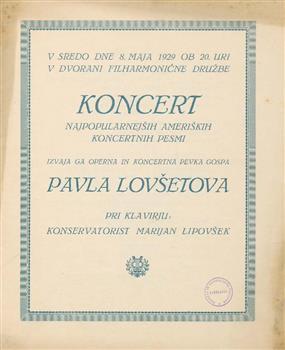 V SREDO DNE 8. MAJA 1929 OB 20. URI
V DVORANI FILHARMONIČNE DRUŽBE
KONCERT
NAJPOPULARNEJŠIH AMERIŠKIH
KONCERTNIH PESMI
IZVAJA GA OPERNA IN KONCERTNA PEVKA GOSPA
PAVLA LOVŠETOVA
PRI KLAVIRJU:
KONSERVATORIST MARIJAN LIPOVŠEK